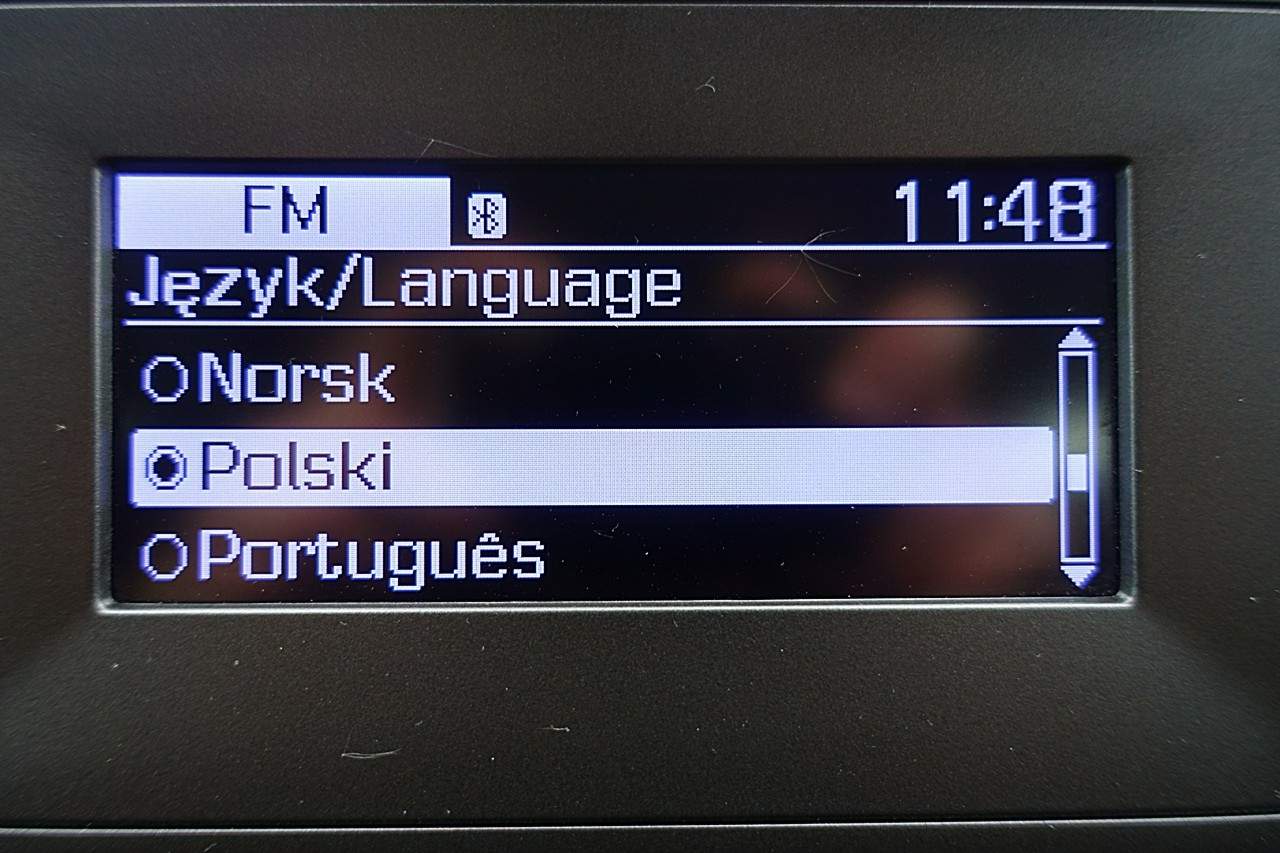 FM 11:48
Język/Language
Norsk
Polski
Português